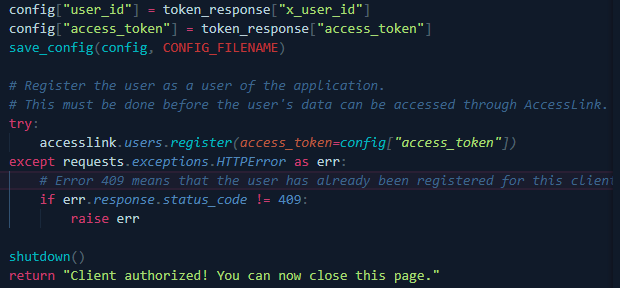 config["user_id"] = token_response["x_user_id"]
config["access_token"] = token_response["access_token"]
save_config(config, CONFIG_FILENAME)
# Register the user as a user of the application.
# This must be done before the user's data can be accessed through AccessLink.
try:
accesslink.users.register(access_token=config["access_token"])
except requests.exceptions.HTTPError as err:
# Error 409 means that the user has already been registered for this client
if err.response.status_code != 409:
raise err
shutdown()
return "Client authorized! You can now close this page."